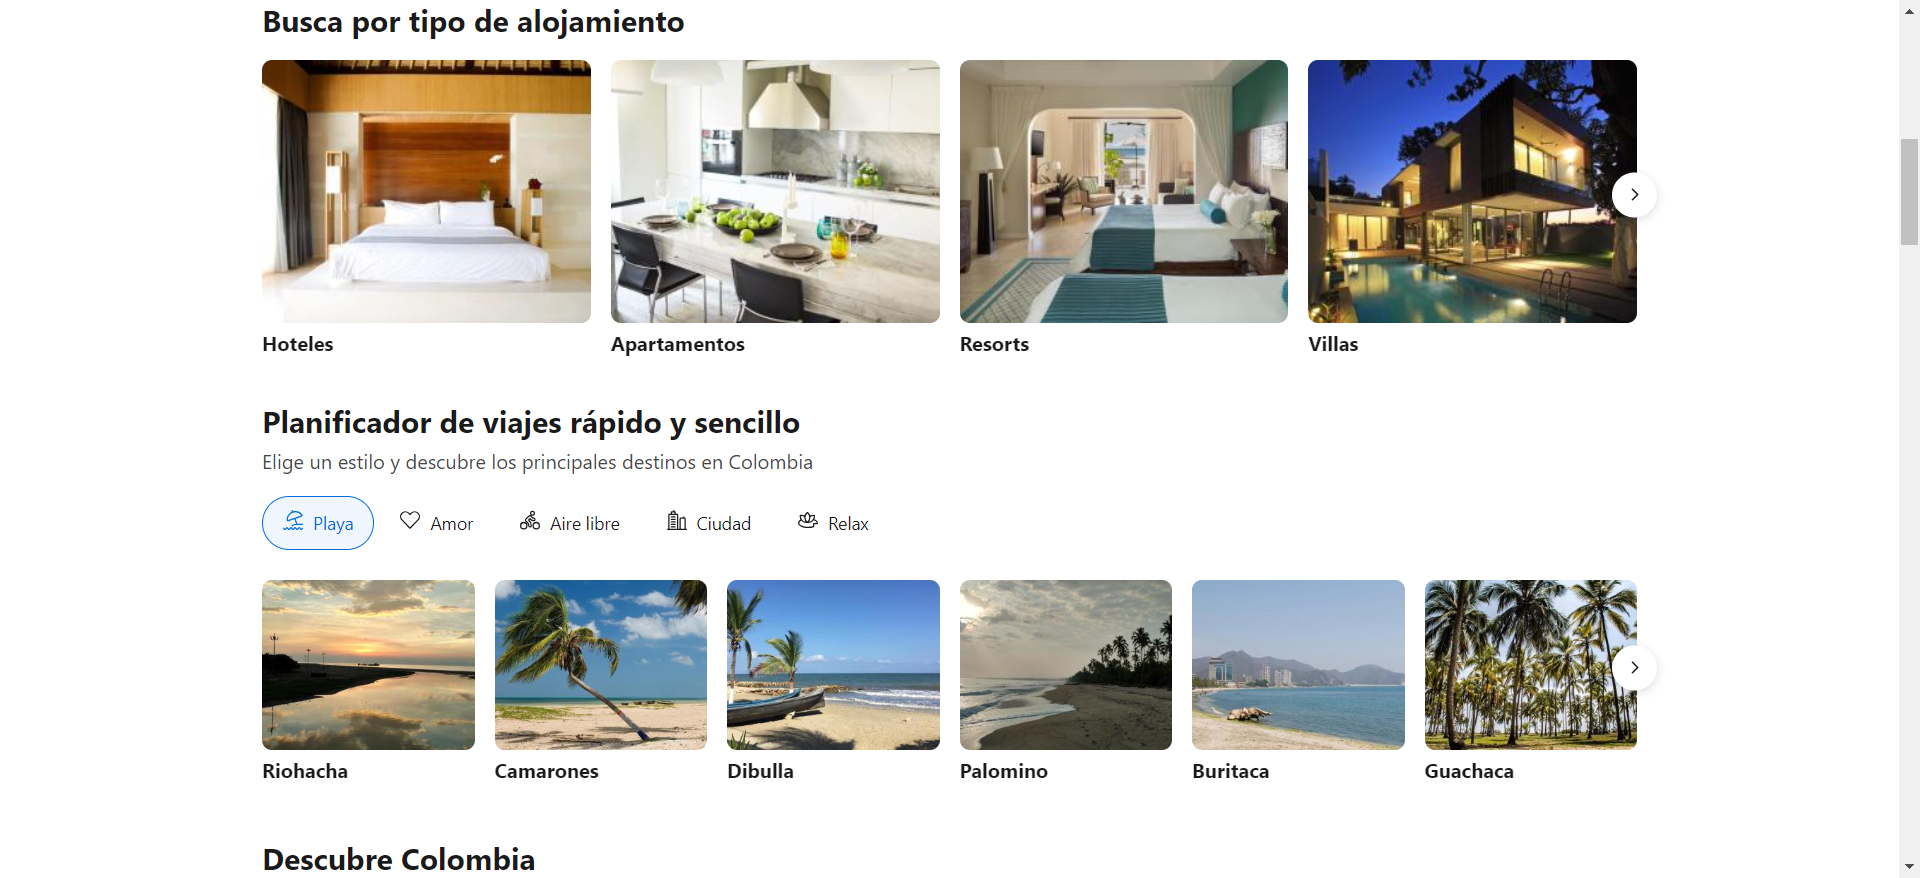 Busca por tipo de alojamiento
Hoteles
Apartamentos
Resorts
Villas
Planificador de viajes rápido y sencillo
Elige un estilo y descubre los principales destinos en Colombia
Playa
Amor
Aire libre
Ciudad
Relax
Riohacha
Camarones
Dibulla
Palomino
Buritaca
Guachaca
Descubre Colombia